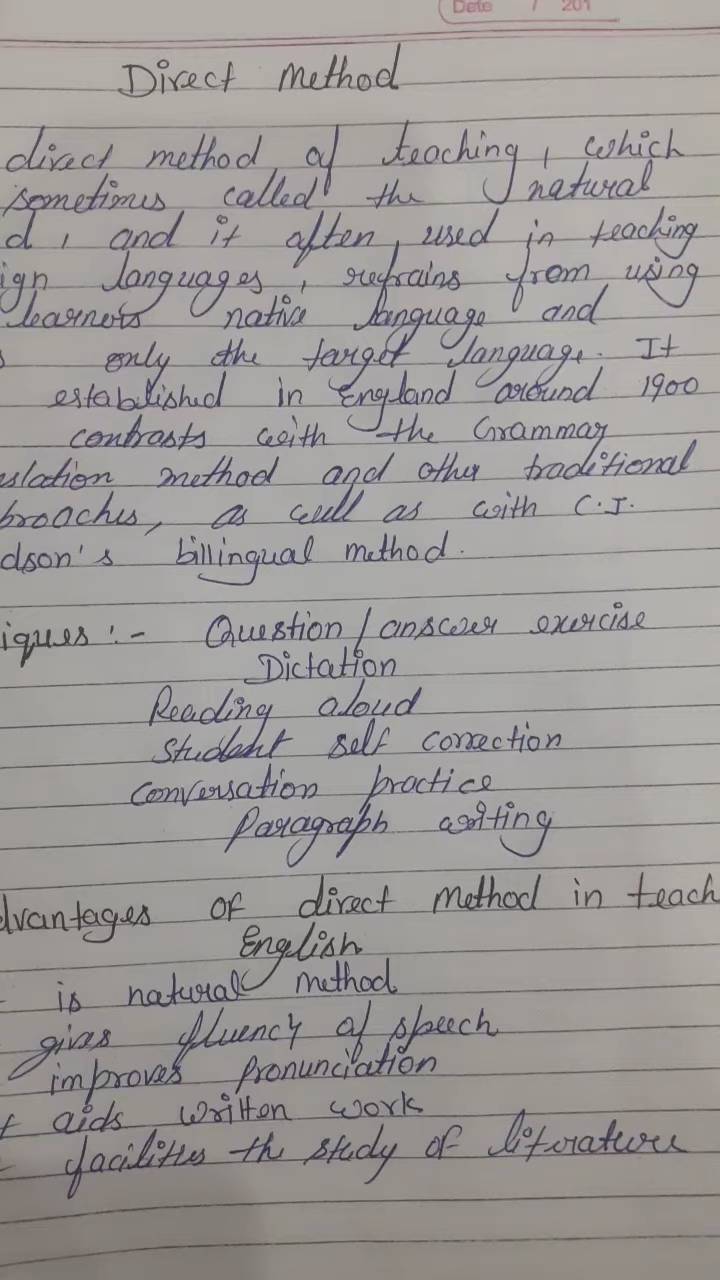 Date / 201
Direct Method
direct method of teaching, which
sometimes called the natural
d, and it often, used in teaching
ign languages, refrains from using
learners native language and
s only the target language. It
established in England around 1900
contrasts with the Grammar
slation method and other traditional
broaches, as well as with C.J.
dson's billingual method.
iques :- Question / answer exercise
Dictation
Reading aloud
Student self correction
Conversation practice
Paragraph writing
dvantages of direct method in teach
English
is natural method
gives fluency of speech
improves pronunciation
t aids written work
facilities the study of literature